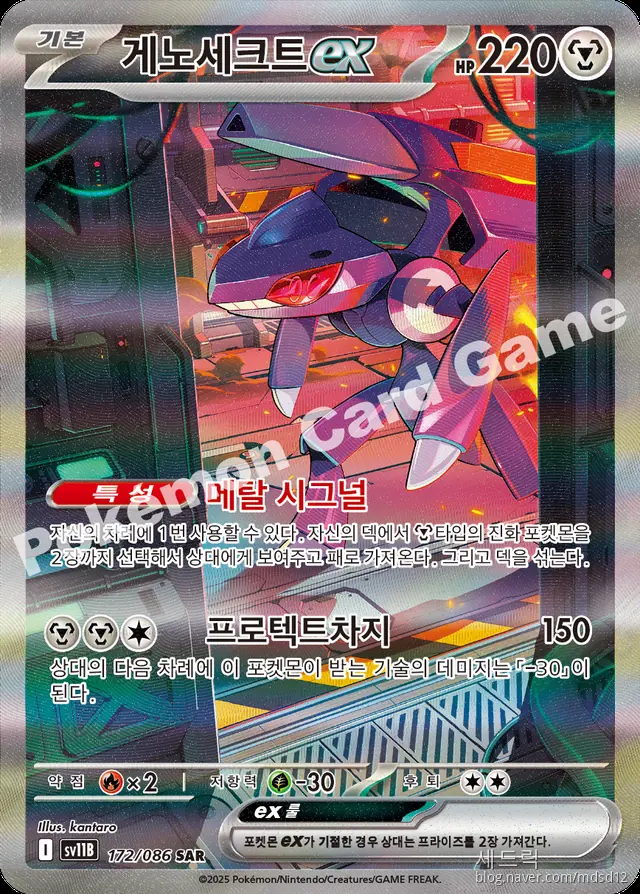 기본 게노세크트 ex HP 220
Pokémon Card Game
특성 메탈 시그널
자신의 차례에 1번 사용할 수 있다. 자신의 덱에서 타입의 진화 포켓몬을
2장까지 선택해서 상대에게 보여주고 패로 가져온다. 그리고 덱을 섞는다.
프로텍트차지 150
상대의 다음 차례에 이 포켓몬이 받는 기술의 데미지는 「-30」이
된다.
약점 ×2 저항력 -30 후퇴
ex 룰
포켓몬 ex가 기절한 경우 상대는 프라이즈를 2장 가져간다.
Illus. kantaro
I sv11B 172/086 SAR
©2025 Pokémon/Nintendo/Creatures/GAME FREAK.
세드릭
blog.naver.com/mdsd12